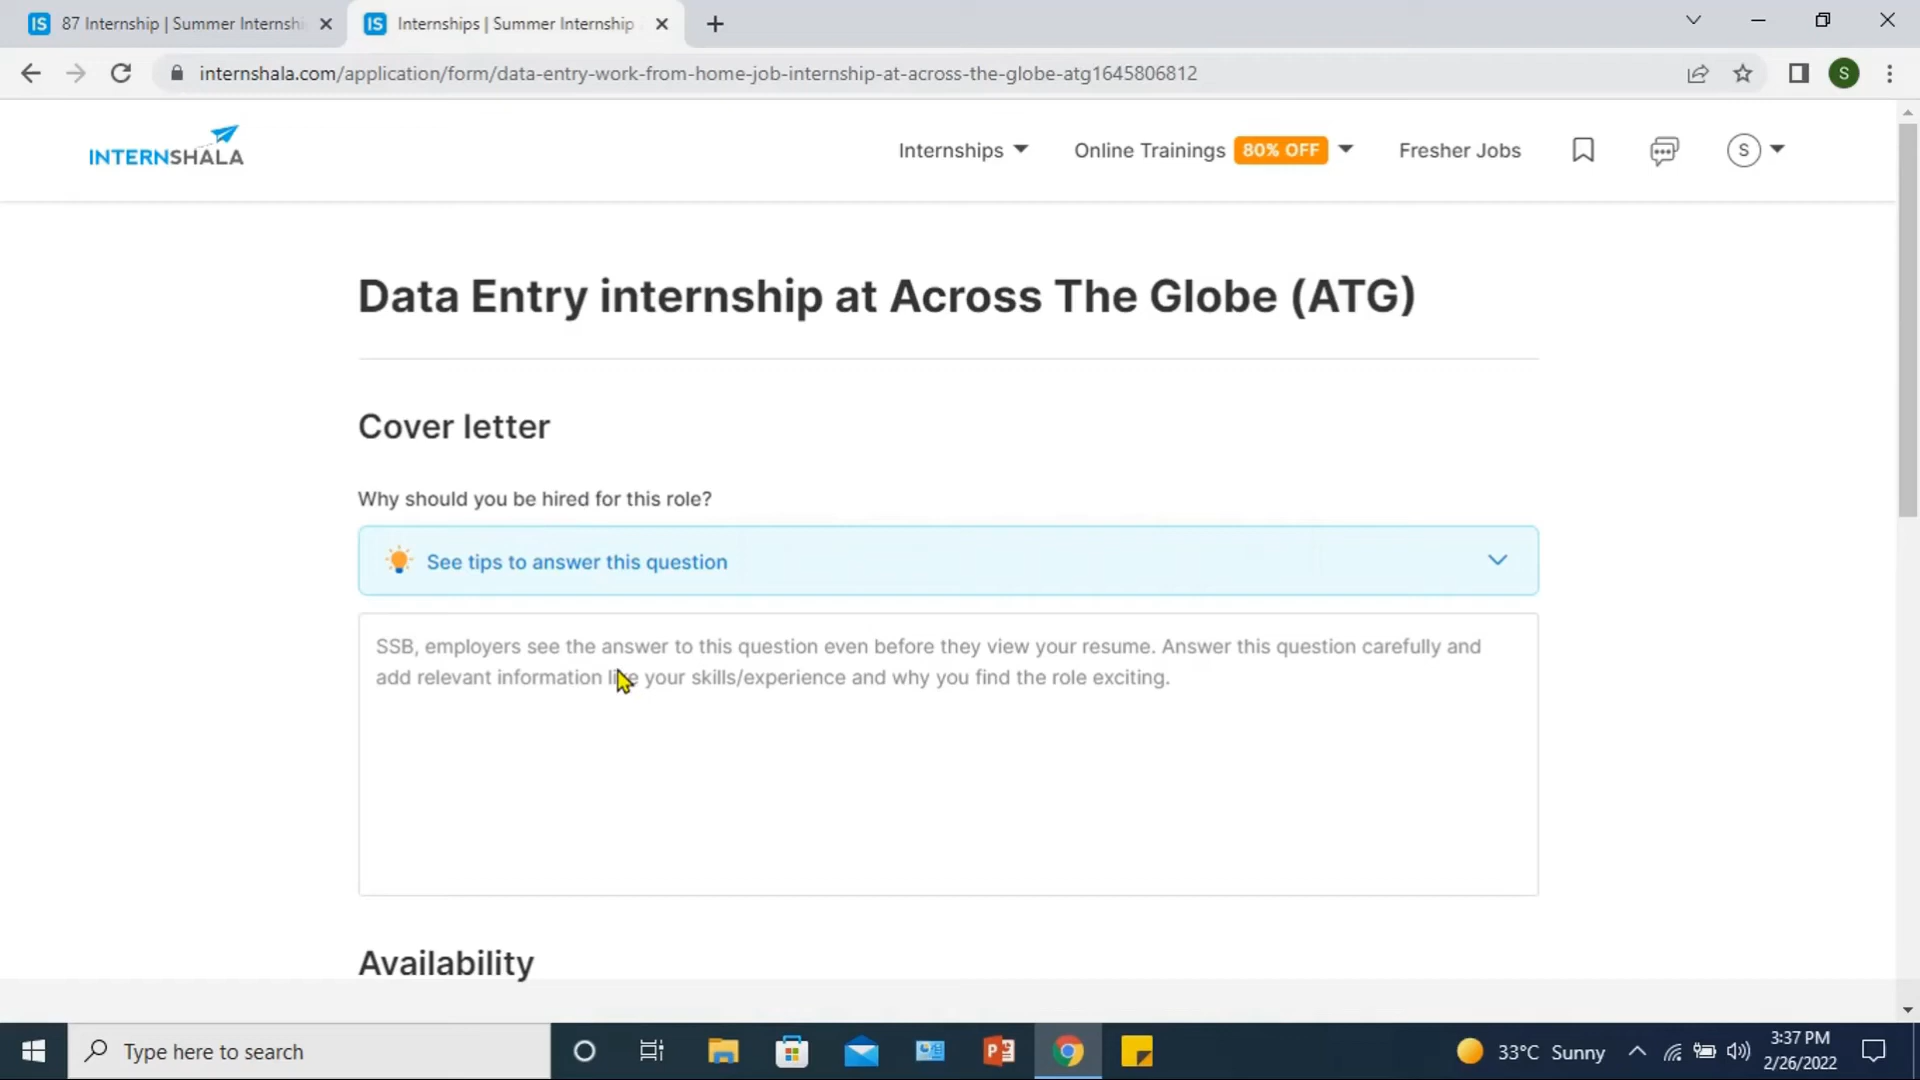 87 Internship | Summer Internshi
Internships | Summer Internship
internshala.com/application/form/data-entry-work-from-home-job-internship-at-across-the-globe-atg1645806812
S
INTERNSHALA
Internships
Online Trainings 80% OFF
Fresher Jobs
S
Data Entry internship at Across The Globe (ATG)
Cover letter
Why should you be hired for this role?
See tips to answer this question
SSB, employers see the answer to this question even before they view your resume. Answer this question carefully and
add relevant information like your skills/experience and why you find the role exciting.
Availability
Type here to search
33°C Sunny
3:37 PM
2/26/2022